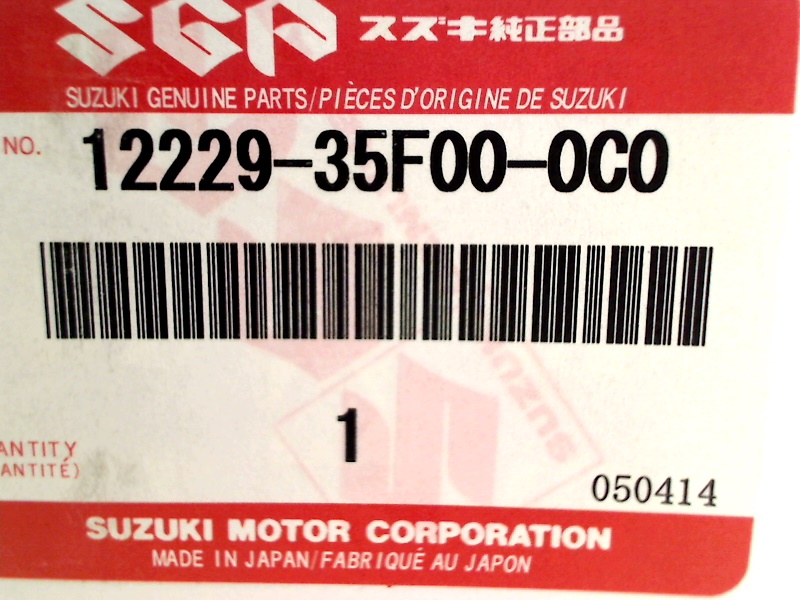 SGP スズキ純正部品
SUZUKI GENUINE PARTS/PIÈCES D'ORIGINE DE SUZUKI
NO. 12229-35F00-0C0
1
ANTITY
ANTITÉ)
050414
SUZUKI
SUZUKI MOTOR CORPORATION
MADE IN JAPAN/FABRIQUÉ AU JAPON